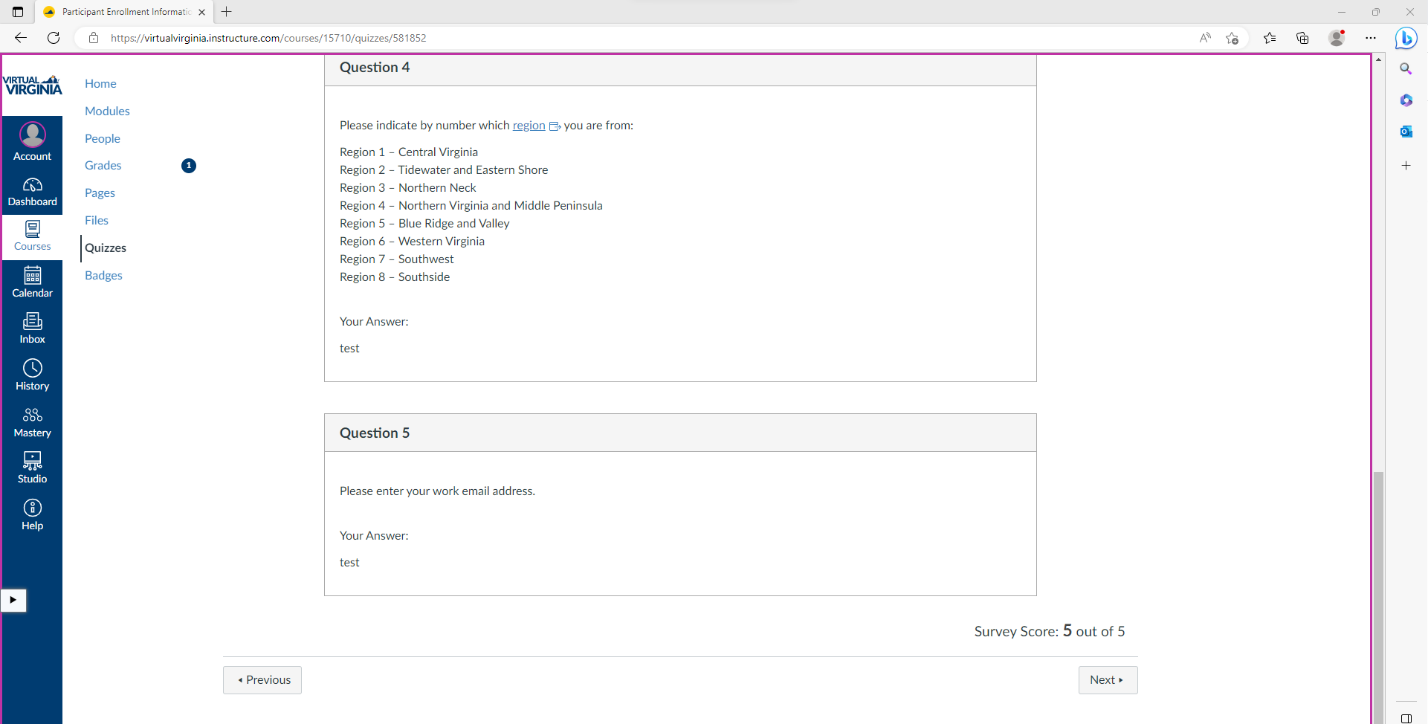 Participant Enrollment Informatic
https://virtualvirginia.instructure.com/courses/15710/quizzes/581852
VIRTUAL
VIRGINIA
Account
Dashboard
Courses
Calendar
Inbox
History
Mastery
Studio
Help
Home
Modules
People
Grades 1
Pages
Files
Quizzes
Badges
Question 4
Please indicate by number which region you are from:
Region 1 – Central Virginia
Region 2 – Tidewater and Eastern Shore
Region 3 – Northern Neck
Region 4 – Northern Virginia and Middle Peninsula
Region 5 – Blue Ridge and Valley
Region 6 – Western Virginia
Region 7 – Southwest
Region 8 – Southside
Your Answer:
test
Question 5
Please enter your work email address.
Your Answer:
test
Survey Score: 5 out of 5
Previous
Next